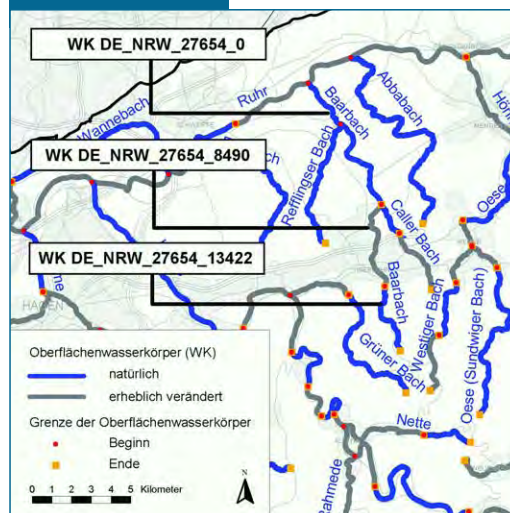 WK DE_NRW_27654_0
WK DE_NRW_27654_8490
WK DE_NRW_27654_13422
Wannebach
Ruhr
Baarbach
Abbabach
Refflingser Bach
Caller Bach
Oese
Baarbach
Grüner Bach
Westiger Bach
Oese (Sundwiger Bach)
HAGEN
Nette
Rahmede
Oberflächenwasserkörper (WK)
natürlich
erheblich verändert
Grenze der Oberflächenwasserkörper
Beginn
Ende
0 1 2 3 4 5 Kilometer
N